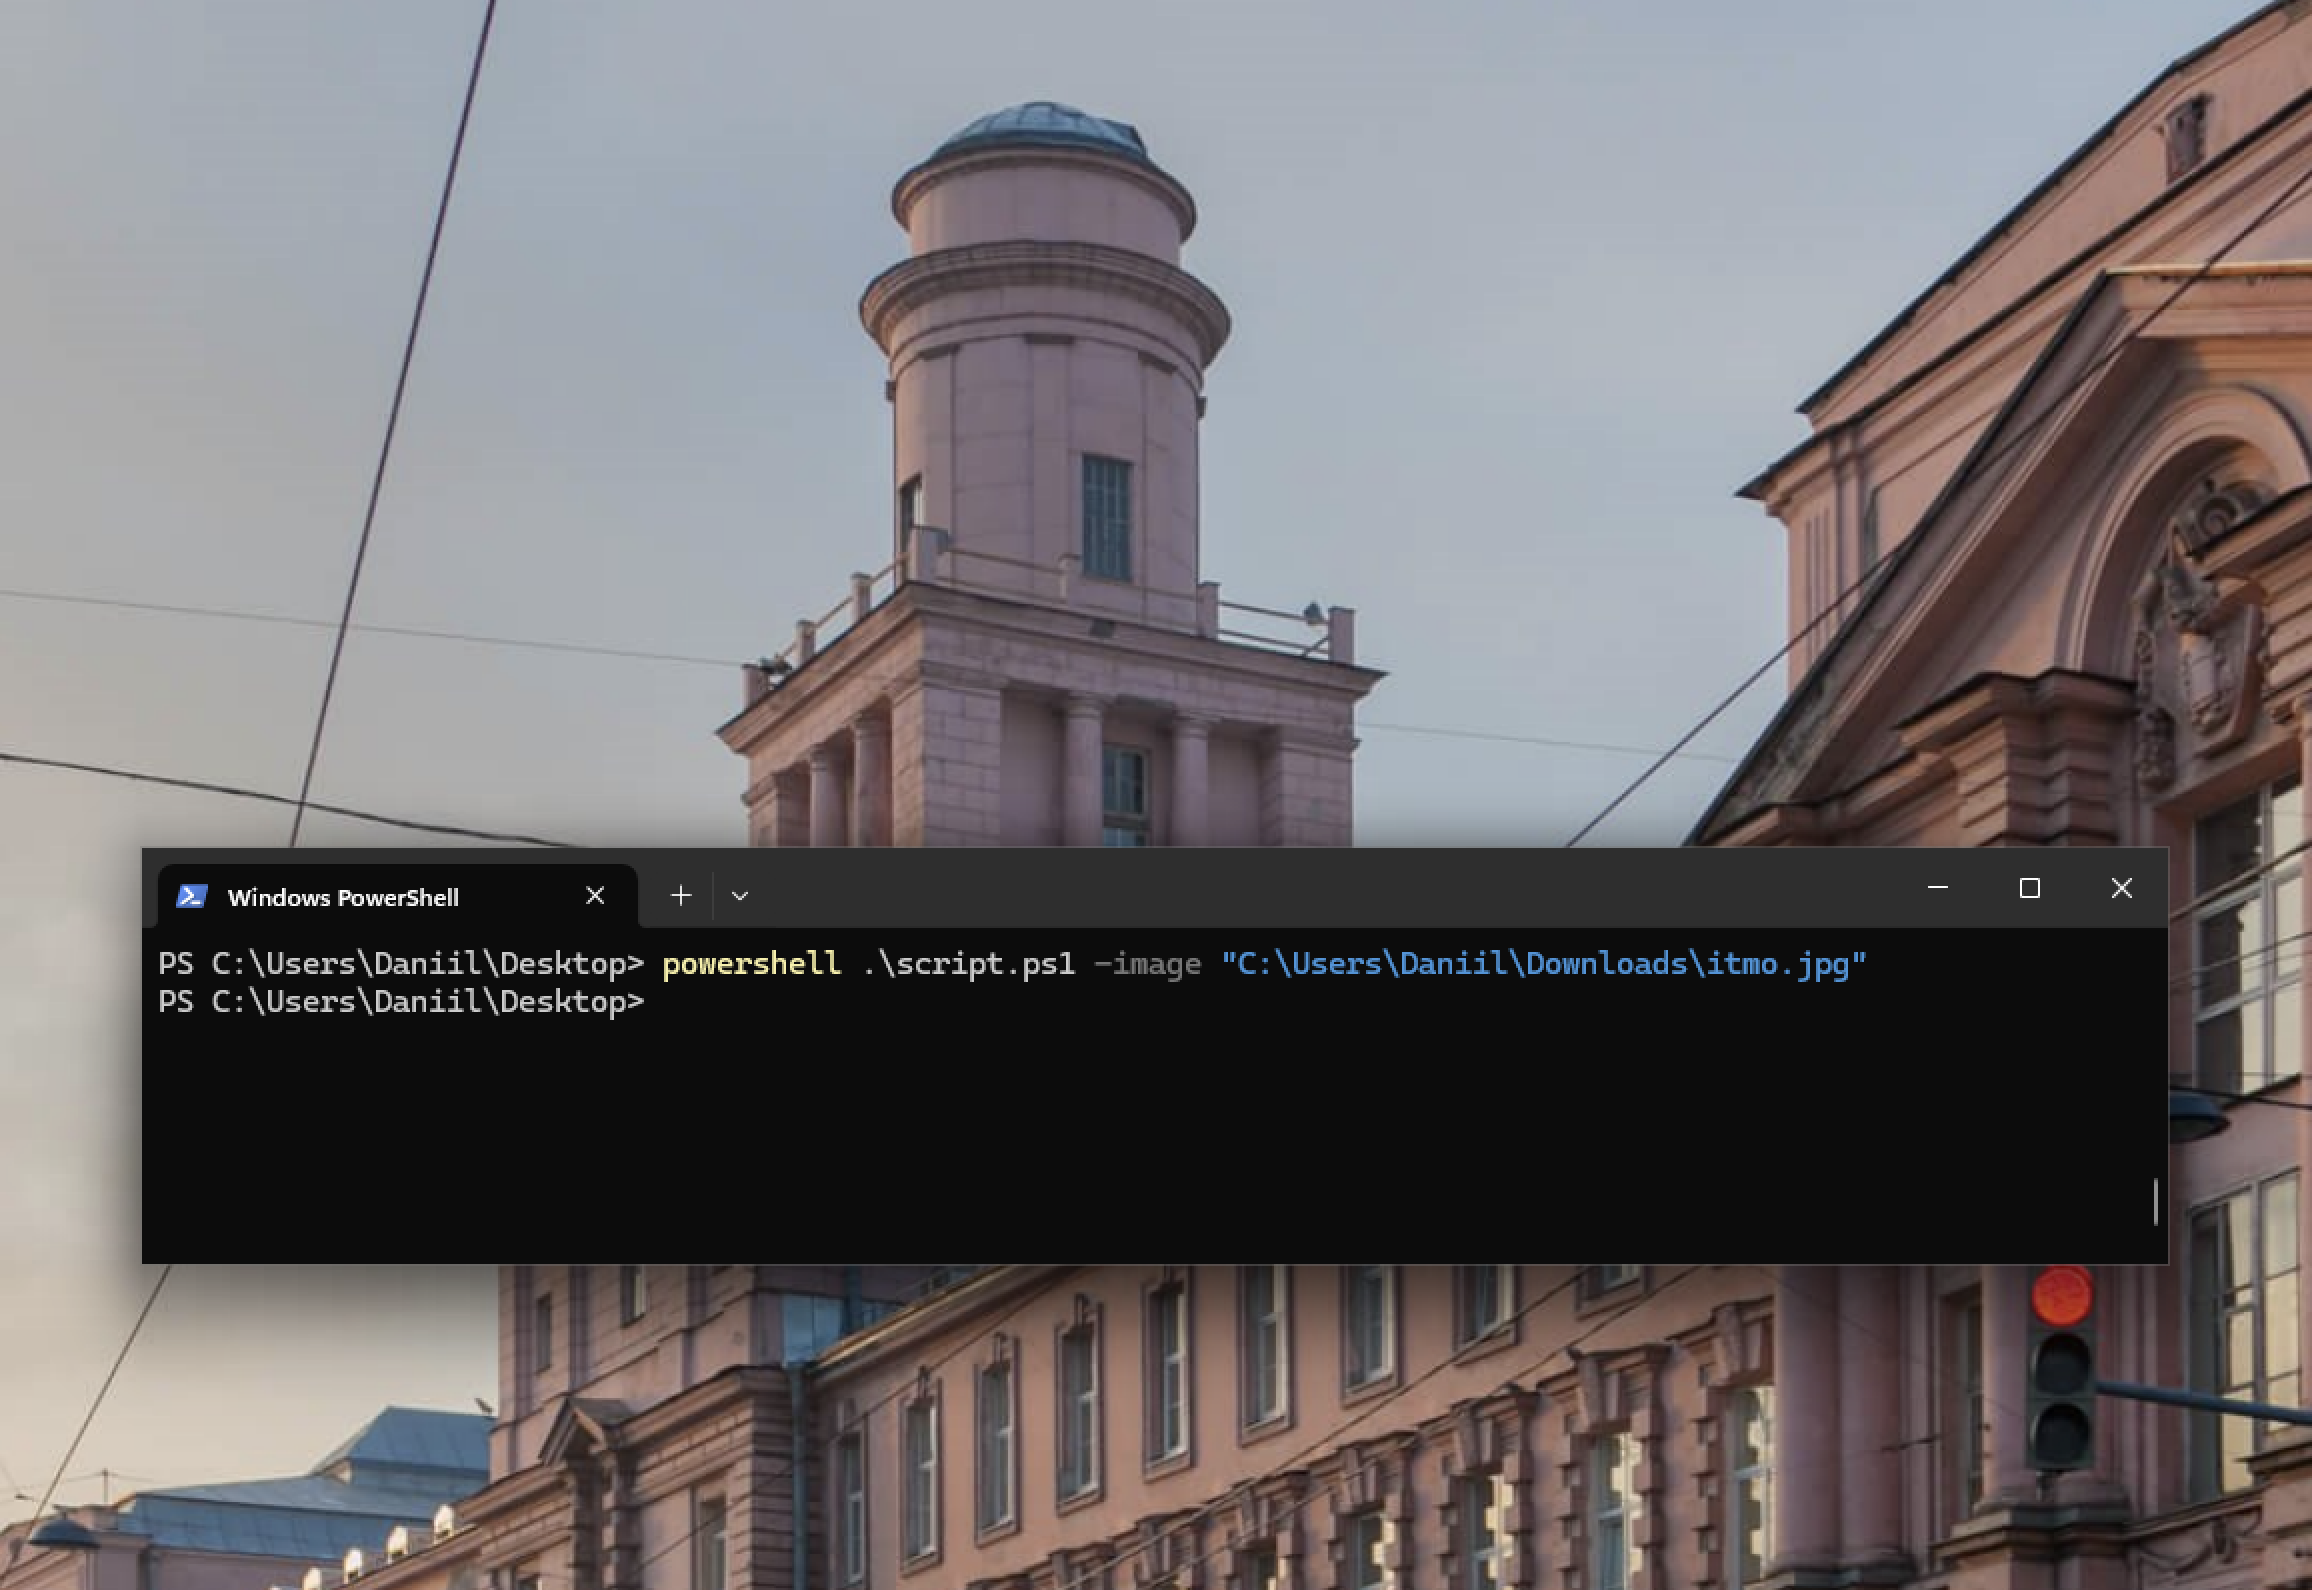 Windows PowerShell
PS C:\Users\Daniil\Desktop> powershell .\script.ps1 -image "C:\Users\Daniil\Downloads\itmo.jpg"
PS C:\Users\Daniil\Desktop>